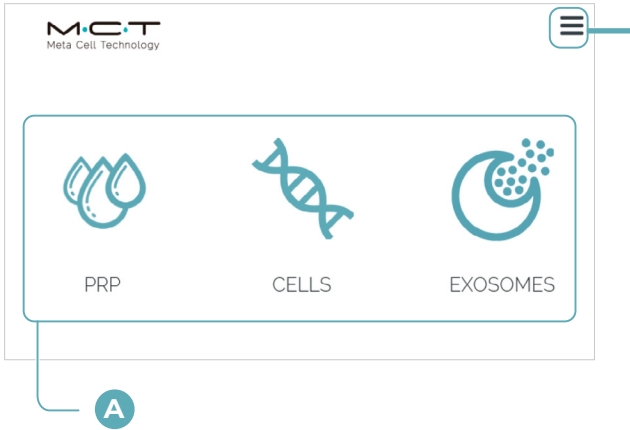 M·C·T
Meta Cell Technology
PRP
CELLS
EXOSOMES
A